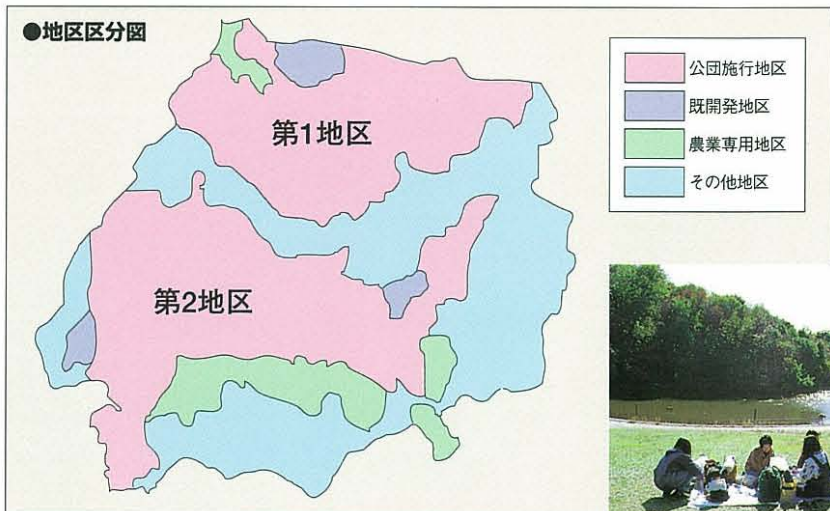 ●地区区分図
第1地区
第2地区
公団施行地区
既開発地区
農業専用地区
その他地区